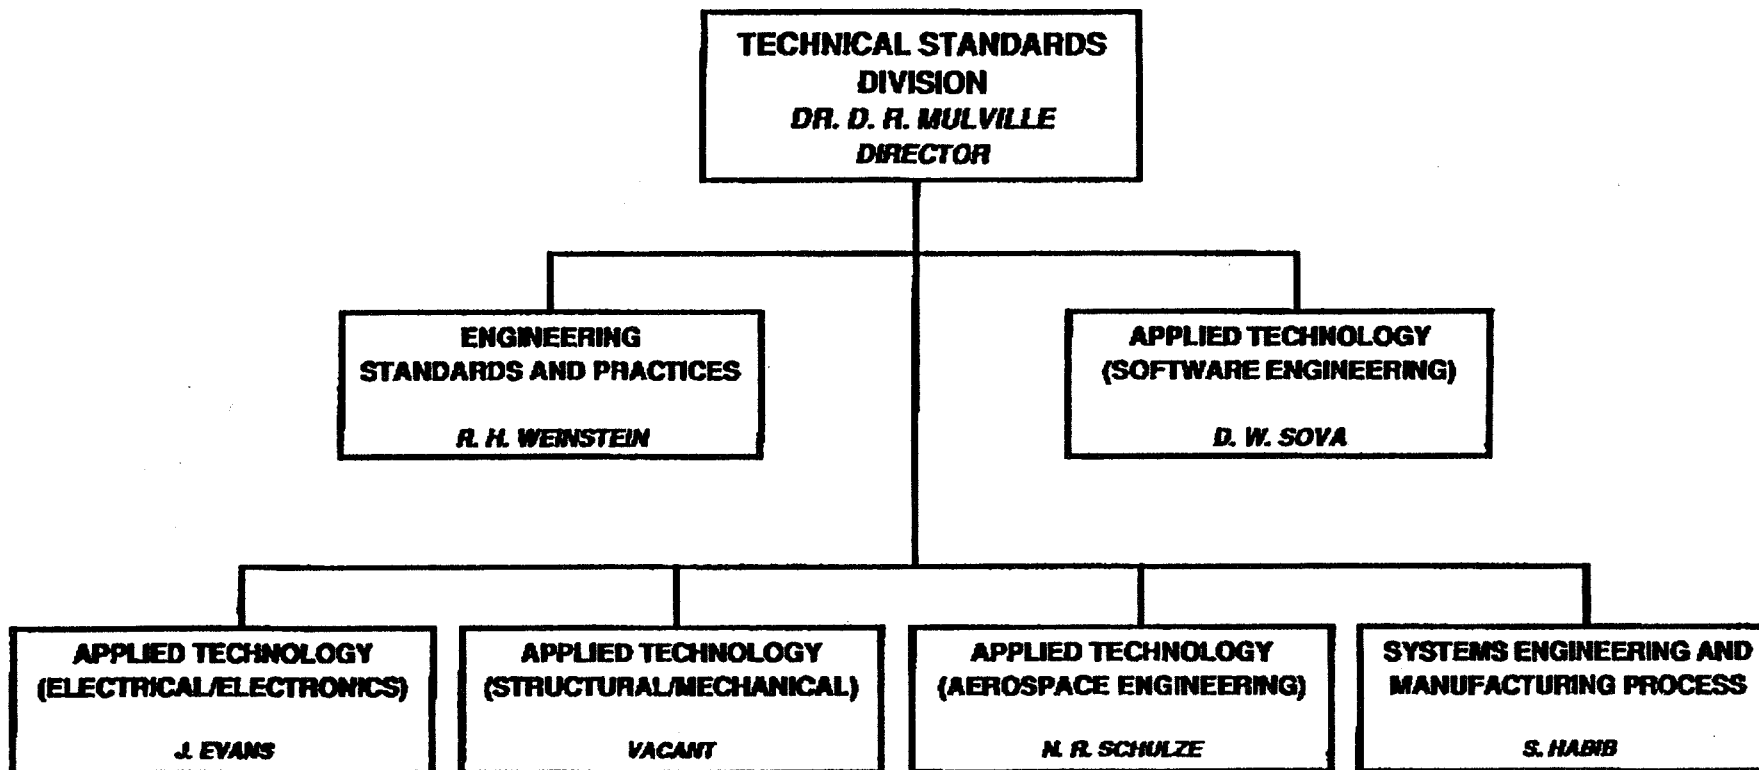 TECHNICAL STANDARDS
DIVISION
DR. D. R. MULVILLE
DIRECTOR
ENGINEERING
STANDARDS AND PRACTICES
R. H. WEINSTEIN
APPLIED TECHNOLOGY
(SOFTWARE ENGINEERING)
D. W. SOVA
APPLIED TECHNOLOGY
(ELECTRICAL/ELECTRONICS)
J. EVANS
APPLIED TECHNOLOGY
(STRUCTURAL/MECHANICAL)
VACANT
APPLIED TECHNOLOGY
(AEROSPACE ENGINEERING)
N. R. SCHULZE
SYSTEMS ENGINEERING AND
MANUFACTURING PROCESS
S. HABIB